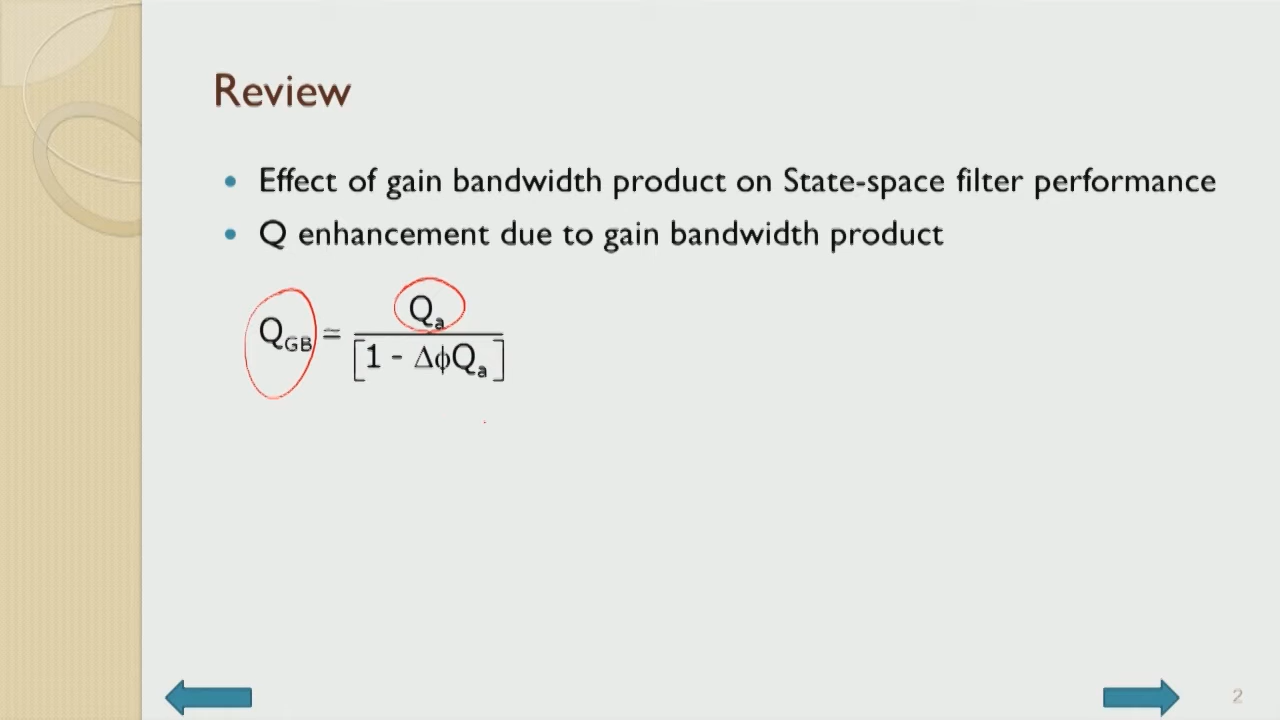 Review
• Effect of gain bandwidth product on State-space filter performance
• Q enhancement due to gain bandwidth product
Q_GB = Q_a / [1 - ΔϕQ_a]
2